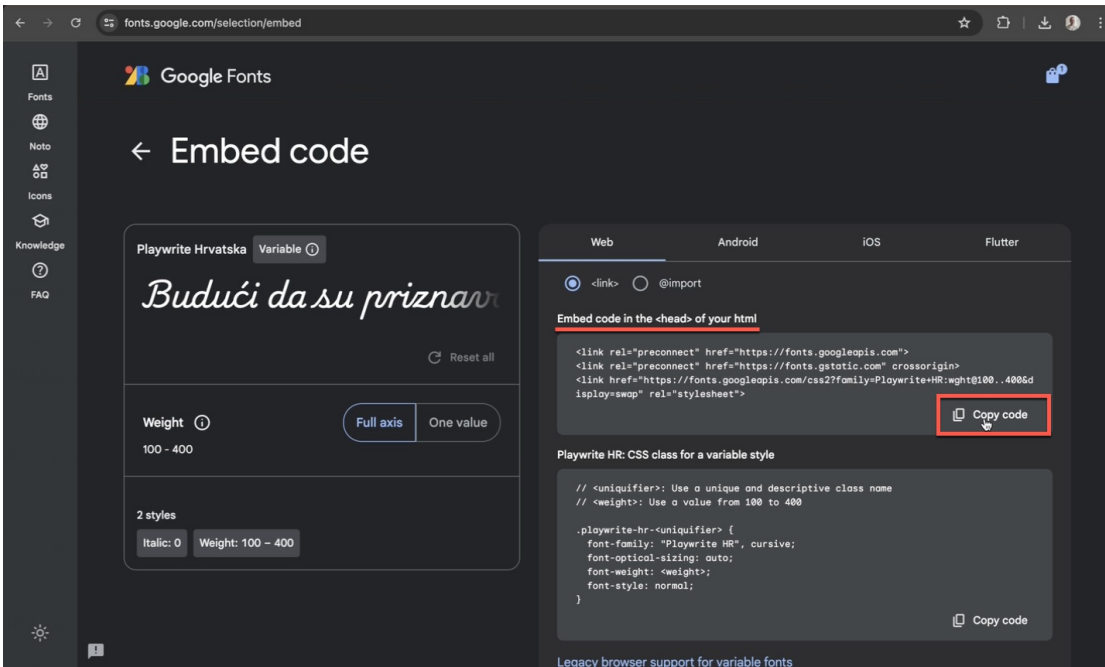 fonts.google.com/selection/embed
Fonts
Noto
Icons
Knowledge
FAQ
Google Fonts
1
Embed code
Playwrite Hrvatska Variable
Budući da su priznavr
Reset all
Weight
100 - 400
Full axis One value
2 styles
Italic: 0 Weight: 100 – 400
Web Android iOS Flutter
<link> @import
Embed code in the <head> of your html
<link rel="preconnect" href="https://fonts.googleapis.com">
<link rel="preconnect" href="https://fonts.gstatic.com" crossorigin>
<link href="https://fonts.googleapis.com/css2?family=Playwrite+HR:wght@100..400&d
isplay=swap" rel="stylesheet">
Copy code
Playwrite HR: CSS class for a variable style
// <uniquifier>: Use a unique and descriptive class name
// <weight>: Use a value from 100 to 400
.playwrite-hr-<uniquifier> {
font-family: "Playwrite HR", cursive;
font-optical-sizing: auto;
font-weight: <weight>;
font-style: normal;
}
Copy code
Legacy browser support for variable fonts